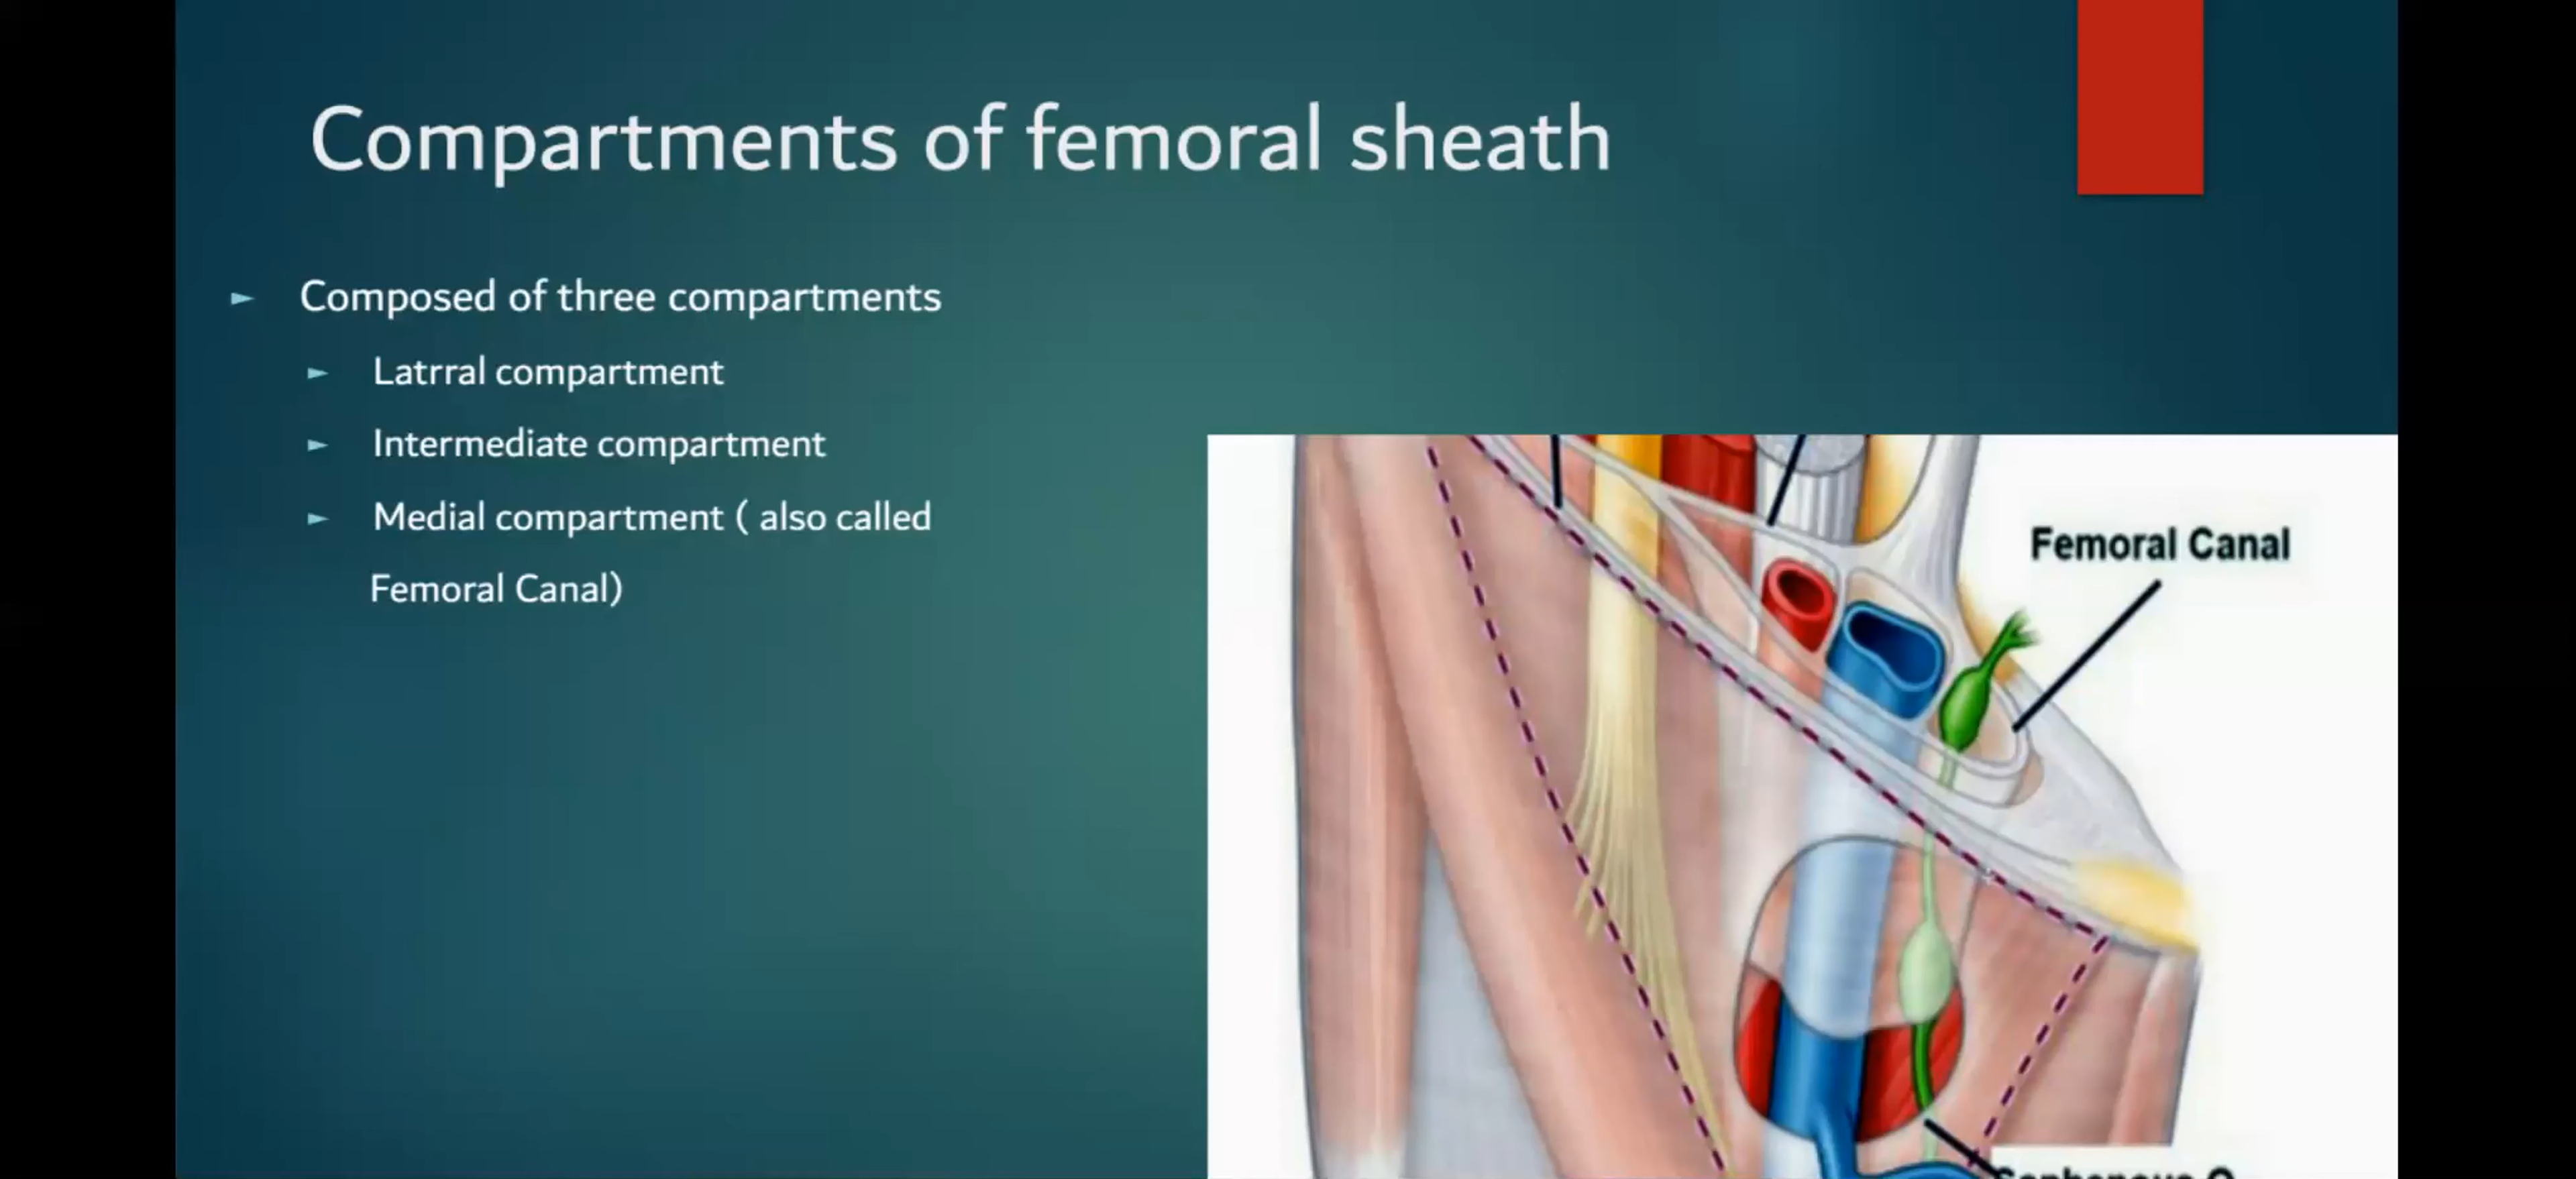 Compartments of femoral sheath
► Composed of three compartments
► Latrral compartment
► Intermediate compartment
► Medial compartment ( also called
Femoral Canal)
Femoral Canal